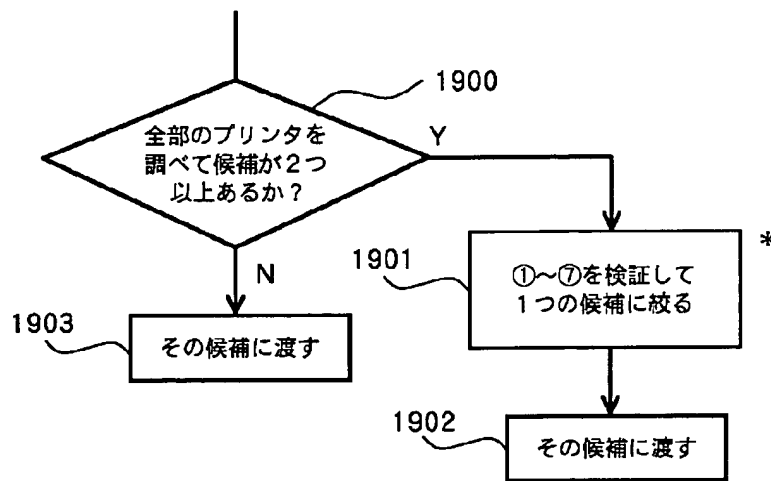 1900
全部のプリンタを
調べて候補が２つ
以上あるか？
Y
N
1901
①～⑦を検証して
１つの候補に絞る
*
1903
その候補に渡す
1902
その候補に渡す